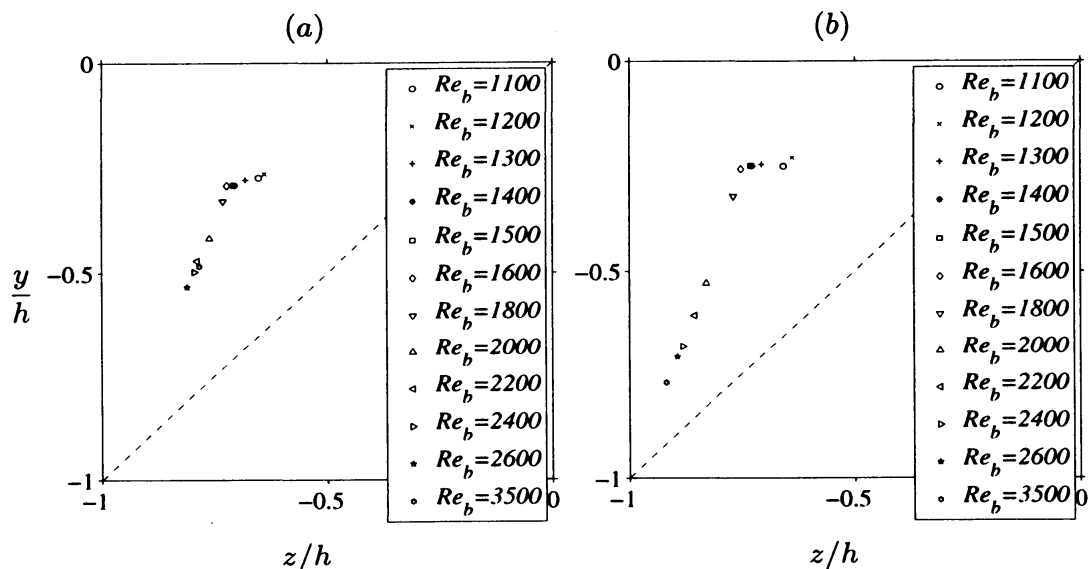 (a)
0
y/h
−0.5
−1
−1
−0.5
0
z/h
Re_b=1100
Re_b=1200
Re_b=1300
Re_b=1400
Re_b=1500
Re_b=1600
Re_b=1800
Re_b=2000
Re_b=2200
Re_b=2400
Re_b=2600
Re_b=3500
(b)
0
−0.5
−1
−1
−0.5
0
z/h
Re_b=1100
Re_b=1200
Re_b=1300
Re_b=1400
Re_b=1500
Re_b=1600
Re_b=1800
Re_b=2000
Re_b=2200
Re_b=2400
Re_b=2600
Re_b=3500